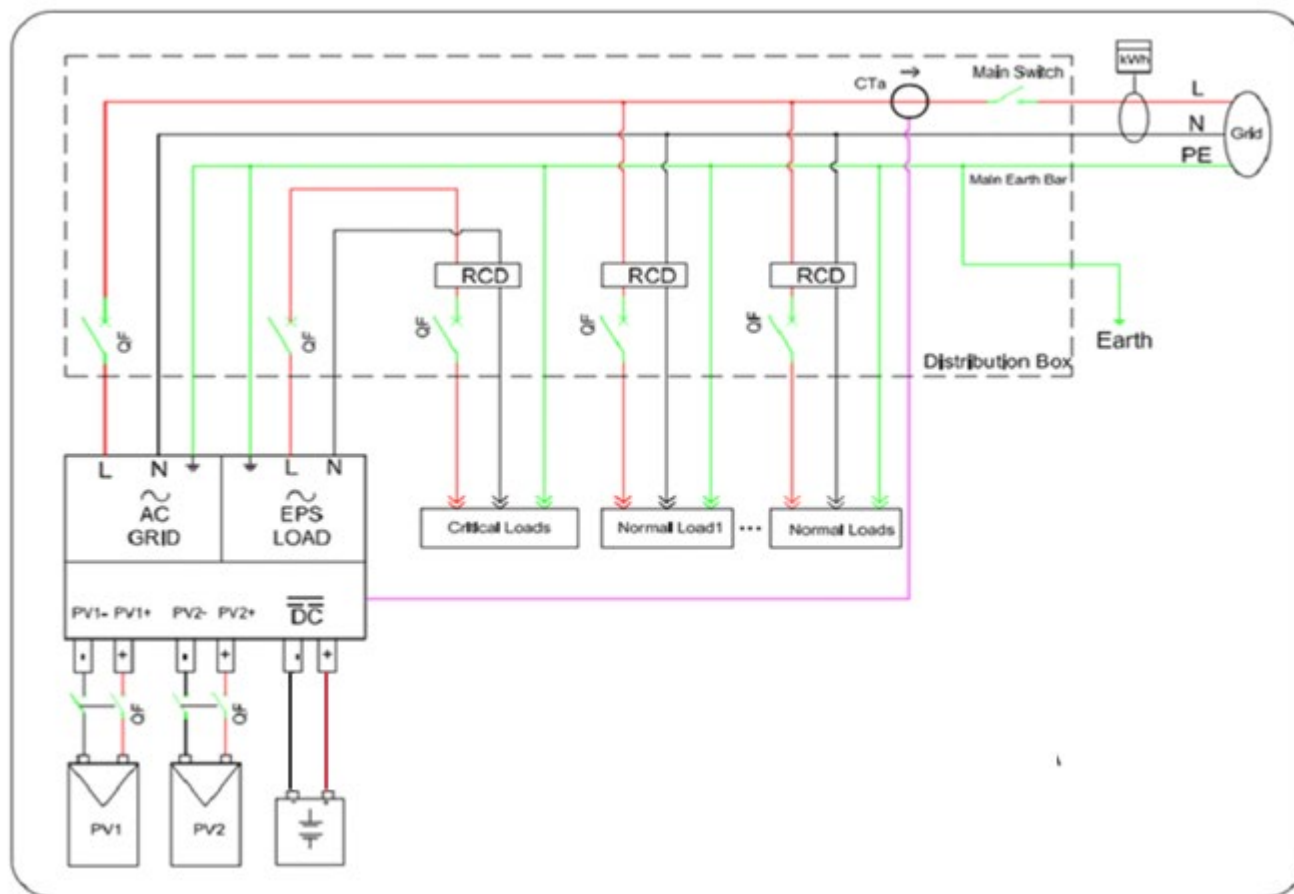 kWh
CTa → Main Switch
L
N
Grid
PE
Main Earth Bar
RCD RCD RCD
QF QF QF QF QF
Earth
Distribution Box
L N L N
AC GRID
EPS LOAD
Critical Loads Normal Load1 ... Normal Loads
PV1- PV1+ PV2- PV2+ DC
- + - + - +
QF QF
PV1 PV2